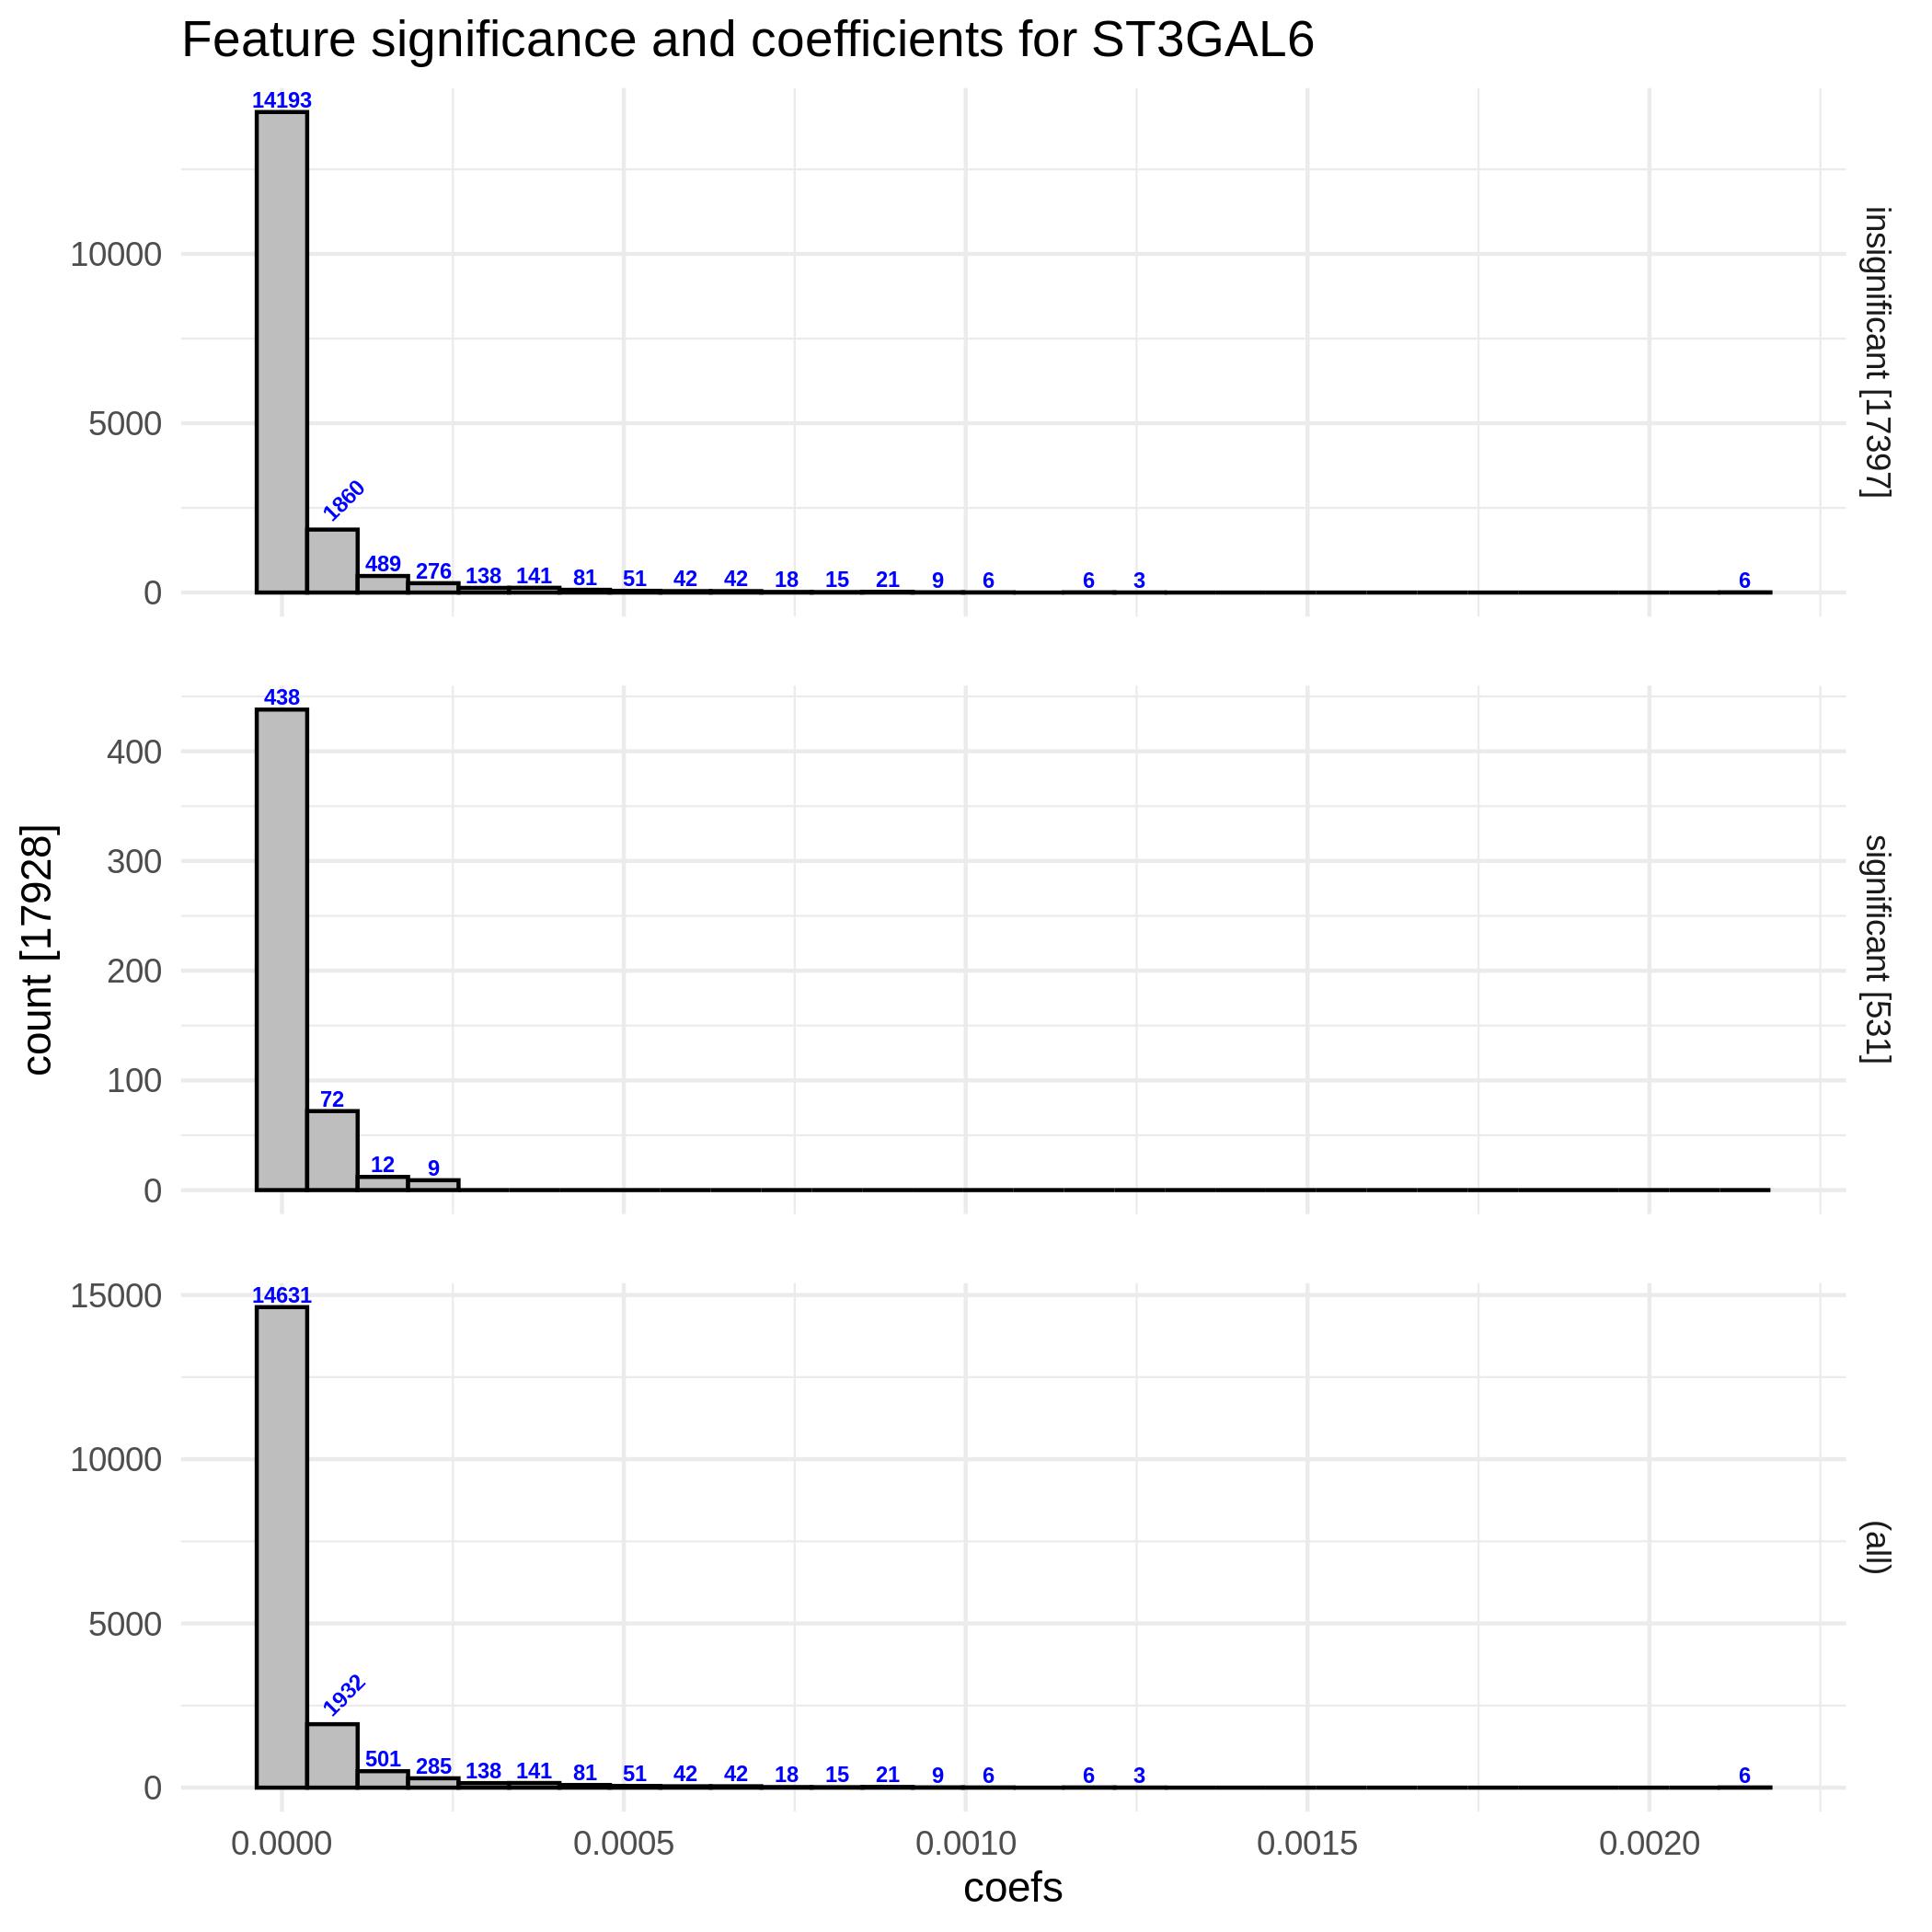 Feature significance and coefficients for ST3GAL6
14193
1860
489 276 138 141 81 51 42 42 18 15 21 9 6 6 3 6
10000
5000
0
insignificant [17397]
438
72
12 9
400
300
200
100
0
significant [531]
count [17928]
14631
1932
501 285 138 141 81 51 42 42 18 15 21 9 6 6 3 6
15000
10000
5000
0
(all)
0.0000 0.0005 0.0010 0.0015 0.0020
coefs